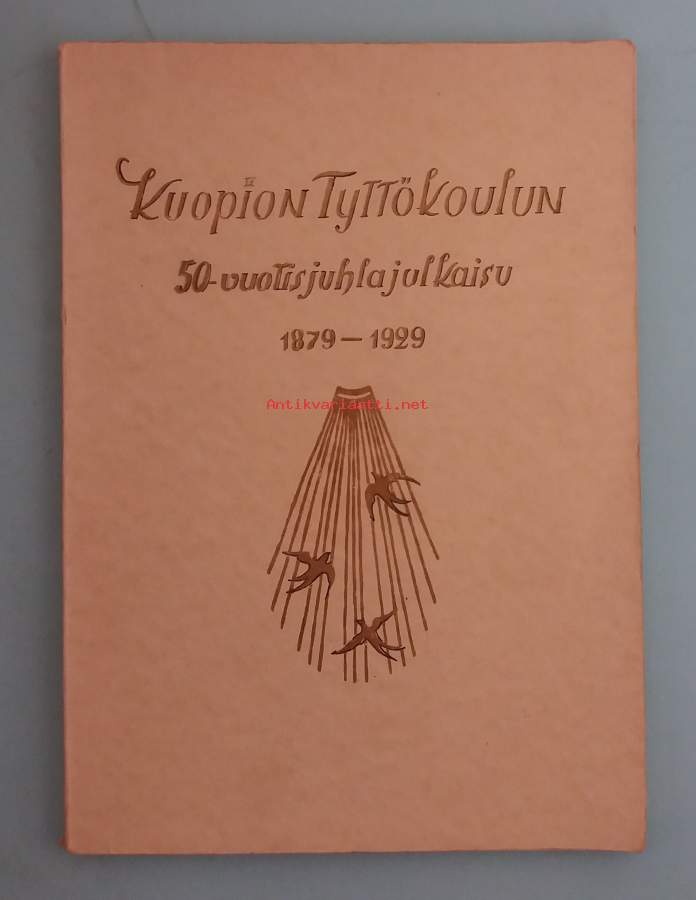 Kuopion Tyttökoulun
50-vuotisjuhlajulkaisu
1879 — 1929
Antikvariaatti.net